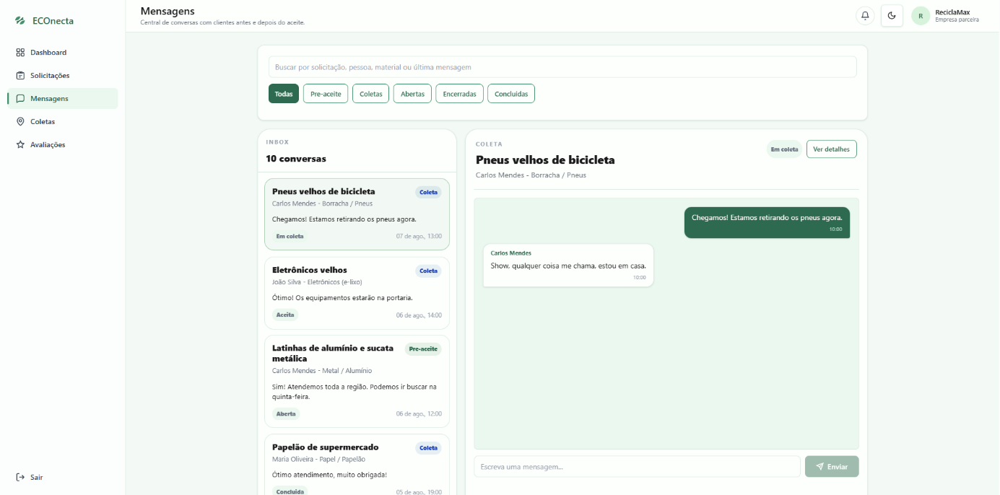 ECOnecta
Dashboard
Solicitações
Mensagens
Coletas
Avaliações
Sair
Mensagens
Central de conversas com clientes antes e depois do aceite.
R
ReciclaMax
Empresa parceira
Buscar por solicitação, pessoa, material ou última mensagem
Todas
Pre-aceite
Coletas
Abertas
Encerradas
Concluidas
INBOX
10 conversas
Pneus velhos de bicicleta
Coleta
Carlos Mendes - Borracha / Pneus
Chegamos! Estamos retirando os pneus agora.
Em coleta
07 de ago., 13:00
Eletrônicos velhos
Coleta
João Silva - Eletrônicos (e-lixo)
Ótimo! Os equipamentos estarão na portaria.
Aceita
06 de ago., 14:00
Latinhas de alumínio e sucata
metálica
Pre-aceite
Carlos Mendes - Metal / Alumínio
Sim! Atendemos toda a região. Podemos ir buscar na
quinta-feira.
Aberta
06 de ago., 12:00
Papelão de supermercado
Coleta
Maria Oliveira - Papel / Papelão
Ótimo atendimento, muito obrigada!
Concluida
05 de ago., 19:00
COLETA
Pneus velhos de bicicleta
Carlos Mendes - Borracha / Pneus
Em coleta
Ver detalhes
Chegamos! Estamos retirando os pneus agora.
10:00
Carlos Mendes
Show, qualquer coisa me chama, estou em casa.
10:00
Escreva uma mensagem...
Enviar